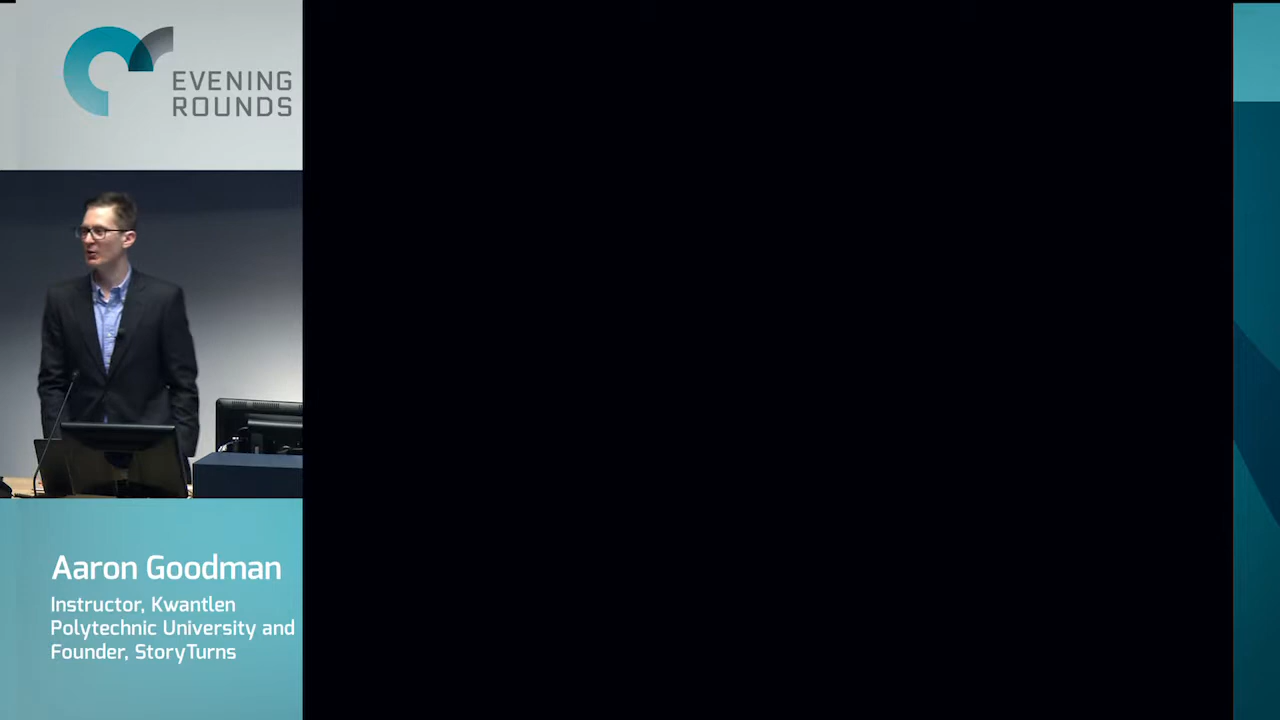 EVENING
ROUNDS
Aaron Goodman
Instructor, Kwantlen
Polytechnic University and
Founder, StoryTurns